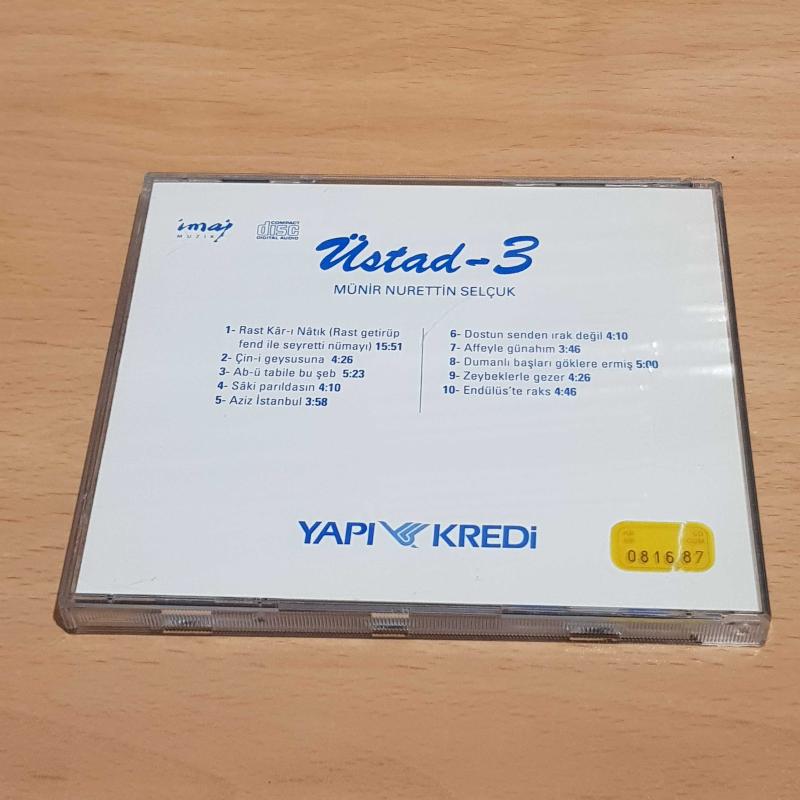 imaj
MUZIK
COMPACT
disc
DIGITAL AUDIO
Üstad-3
MÜNİR NURETTİN SELÇUK
1- Rast Kâr-ı Nâtık (Rast getirüp
fend ile seyretti nümayı) 15:51
2- Çin-i geysusuna 4:26
3- Ab-ü tabile bu şeb 5:23
4- Sâki parıldasın 4:10
5- Aziz İstanbul 3:58
6- Dostun senden ırak değil 4:10
7- Affeyle günahım 3:46
8- Dumanlı başları göklere ermiş 5:00
9- Zeybeklerle gezer 4:26
10- Endülüs'te raks 4:46
YAPI KREDİ
081687